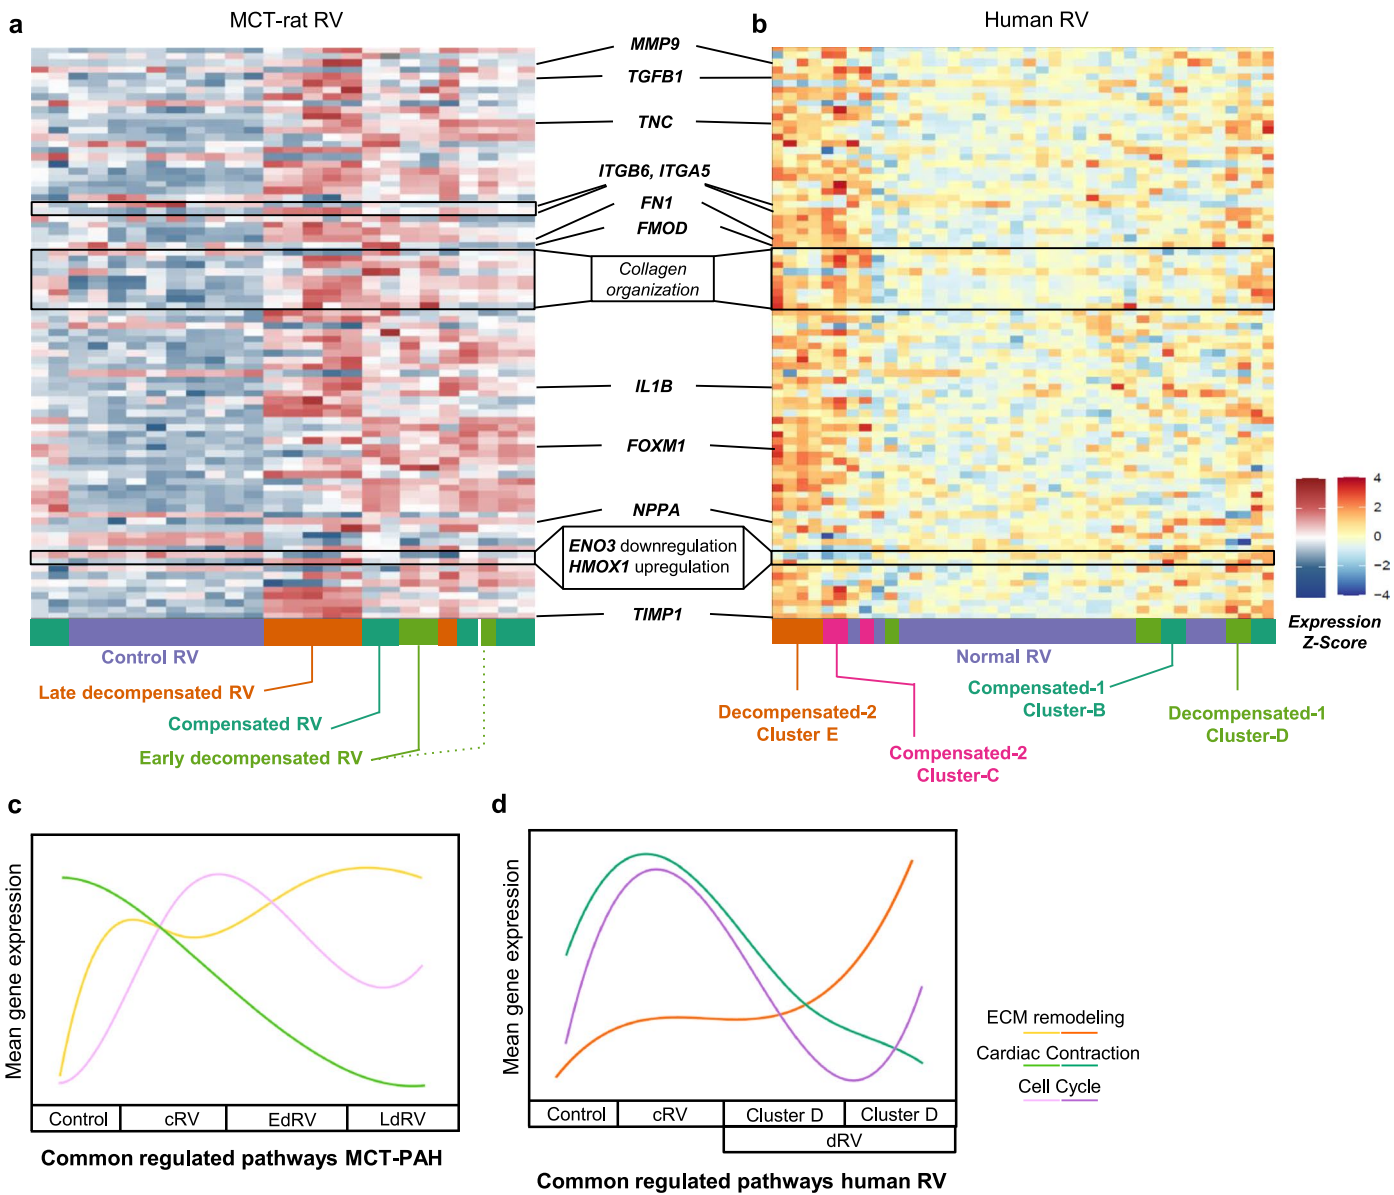 a
MCT-rat RV
b
Human RV
MMP9
TGFB1
TNC
ITGB6, ITGA5
FN1
FMOD
Collagen
organization
IL1B
FOXM1
NPPA
ENO3 downregulation
HMOX1 upregulation
TIMP1
4
2
0
−2
−4
Expression
Z-Score
Control RV
Late decompensated RV
Compensated RV
Early decompensated RV
Normal RV
Compensated-1
Cluster-B
Decompensated-2
Cluster E
Decompensated-1
Cluster-D
Compensated-2
Cluster-C
c
Mean gene expression
Control
cRV
EdRV
LdRV
Common regulated pathways MCT-PAH
d
Mean gene expression
Control
cRV
Cluster D
Cluster D
dRV
Common regulated pathways human RV
ECM remodeling
Cardiac Contraction
Cell Cycle